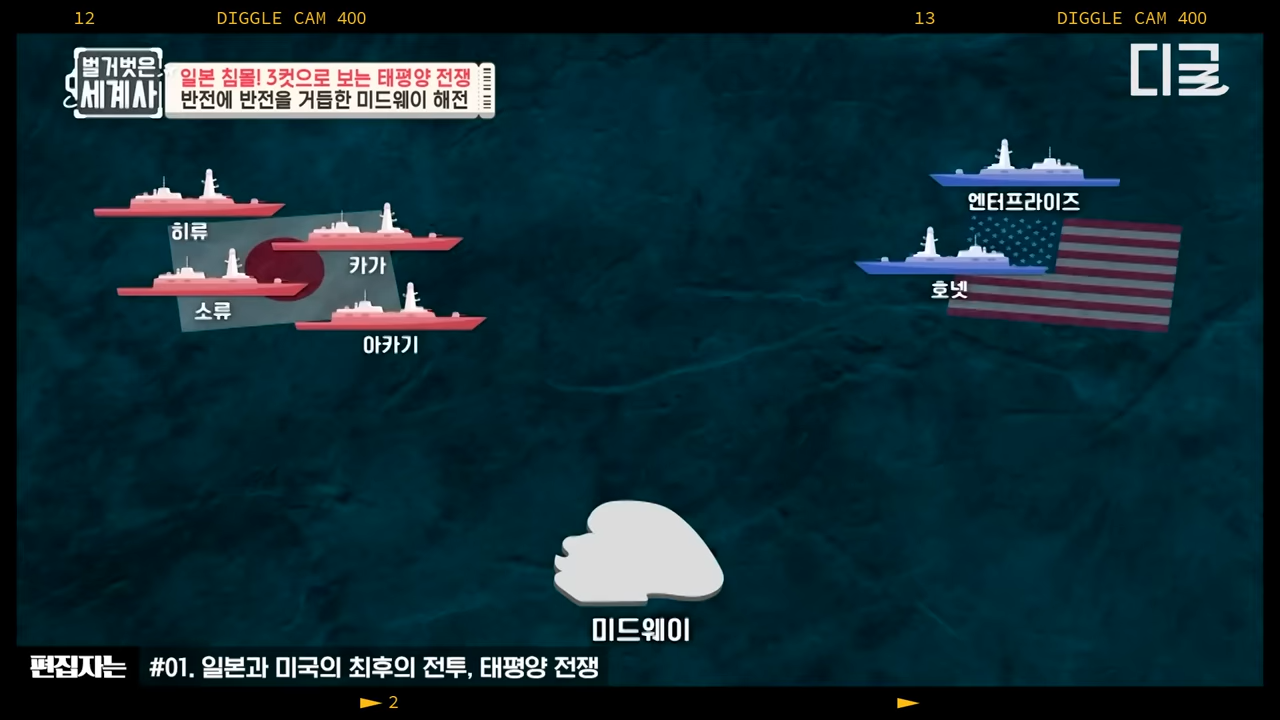 12 DIGGLE CAM 400 13 DIGGLE CAM 400
벌거벗은
세계사
일본 침몰! 3컷으로 보는 태평양 전쟁
반전에 반전을 거듭한 미드웨이 해전
디글
히류
카가
소류
아카기
엔터프라이즈
호넷
미드웨이
편집자는 #01. 일본과 미국의 최후의 전투, 태평양 전쟁
2